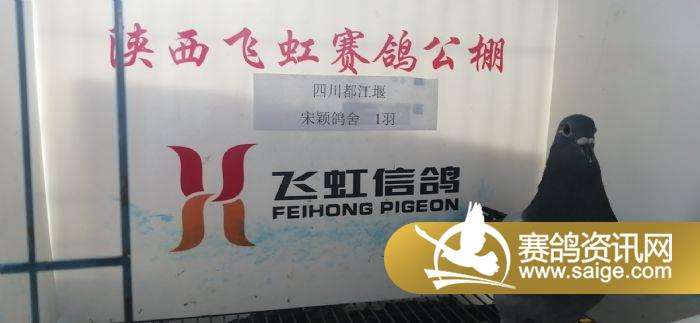 陕西飞虹赛鸽公棚
四川都江堰
宋颖鸽舍 1羽
飞虹信鸽
FEIHONG PIGEON
赛鸽资讯网
www.saige.com